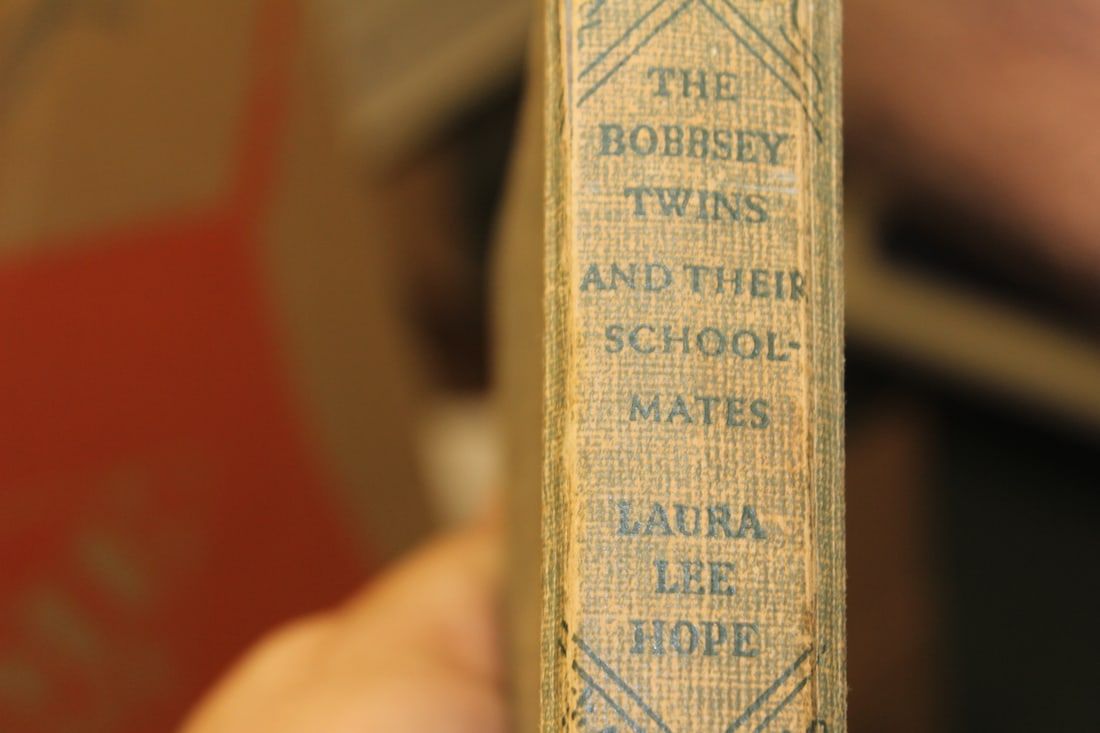 THE
BOBBSEY
TWINS
AND THEIR
SCHOOL-
MATES
LAURA
LEE
HOPE